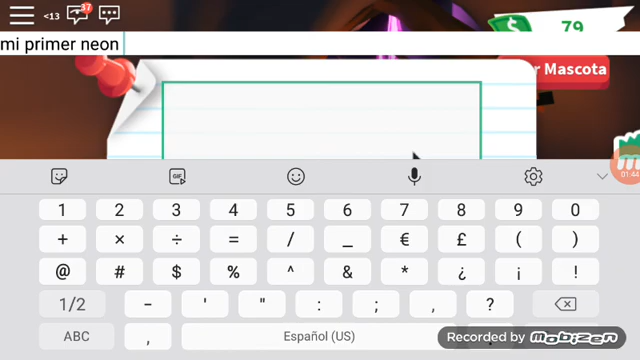 <13 37
79
mi primer neon
r Mascota
01:44
1 2 3 4 5 6 7 8 9 0
+ × ÷ = / _ € £ ( )
@ # $ % ^ & * ¿ ¡ !
1/2 - ' " : ; , ?
ABC , Español (US)
Recorded by Mobizen